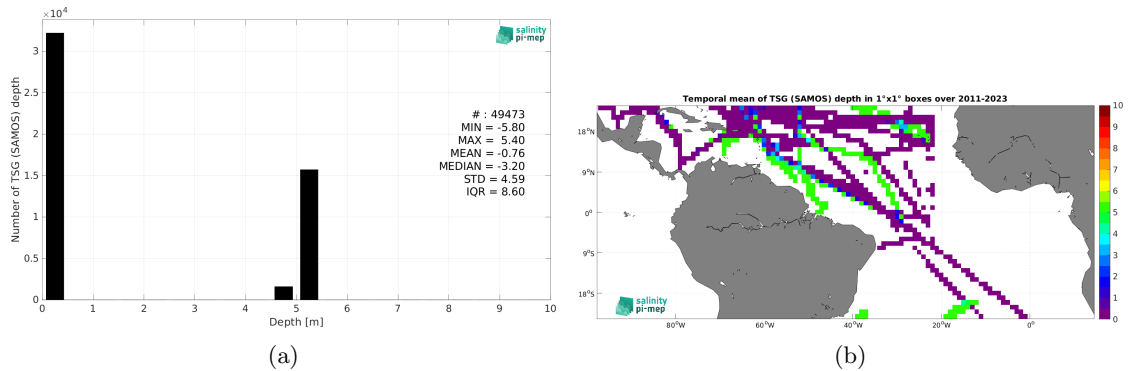 ×10⁴
3
2.5
2
1.5
1
0.5
0
Number of TSG (SAMOS) depth
salinity
pi-mep
# : 49473
MIN = -5.80
MAX = 5.40
MEAN = -0.76
MEDIAN = -3.20
STD = 4.59
IQR = 8.60
0 1 2 3 4 5 6 7 8 9 10
Depth [m]
(a)
Temporal mean of TSG (SAMOS) depth in 1°x1° boxes over 2011-2023
18°N
9°N
0°
9°S
18°S
80°W 60°W 40°W 20°W 0°
salinity
pi-mep
10
9
8
7
6
5
4
3
2
1
0
(b)